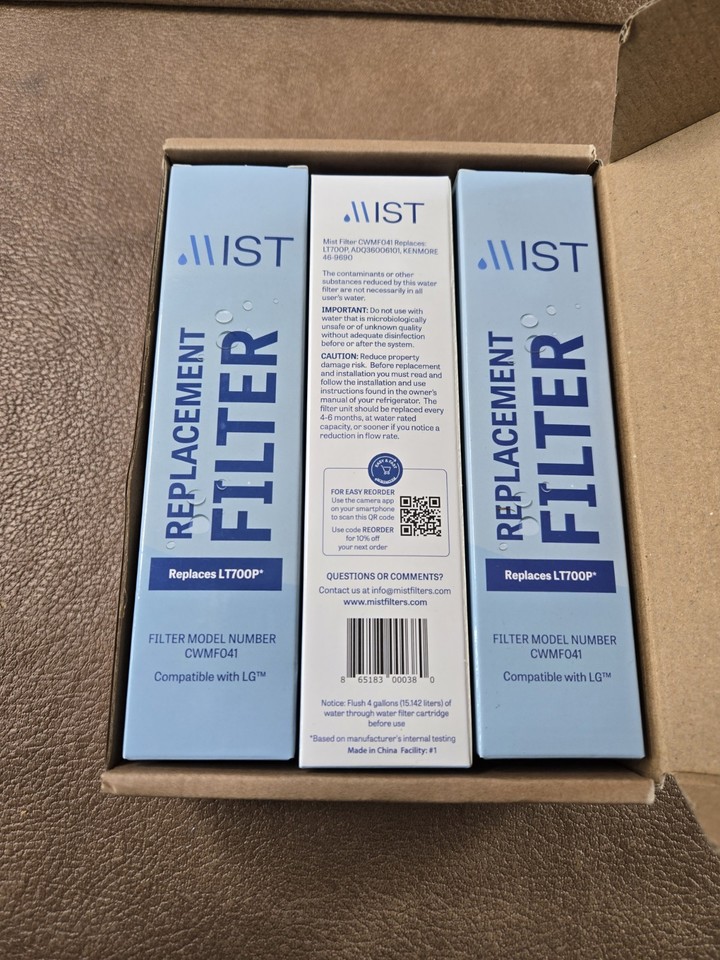 MIST
REPLACEMENT
FILTER
Replaces LT700P*
FILTER MODEL NUMBER
CWMF041
Compatible with LG™
MIST
Mist Filter CWMF041 Replaces:
LT700P, ADQ36006101, KENMORE
46-9690
The contaminants or other
substances reduced by this water
filter are not necessarily in all
user's water.
IMPORTANT: Do not use with
water that is microbiologically
unsafe or of unknown quality
without adequate disinfection
before or after the system.
CAUTION: Reduce property
damage risk. Before replacement
and installation you must read and
follow the installation and use
instructions found in the owner's
manual of your refrigerator. The
filter unit should be replaced every
4-6 months, at water rated
capacity, or sooner if you notice a
reduction in flow rate.
EASY & FAST
FOR EASY REORDER
Use the camera app
on your smartphone
to scan this QR code
Use code REORDER
for 10% off
your next order
QUESTIONS OR COMMENTS?
Contact us at info@mistfilters.com
www.mistfilters.com
8 65183 00038 0
Notice: Flush 4 gallons (15.142 liters) of
water through water filter cartridge
before use
*Based on manufacturer's internal testing
Made in China Facility: #1
MIST
REPLACEMENT
FILTER
Replaces LT700P*
FILTER MODEL NUMBER
CWMF041
Compatible with LG™